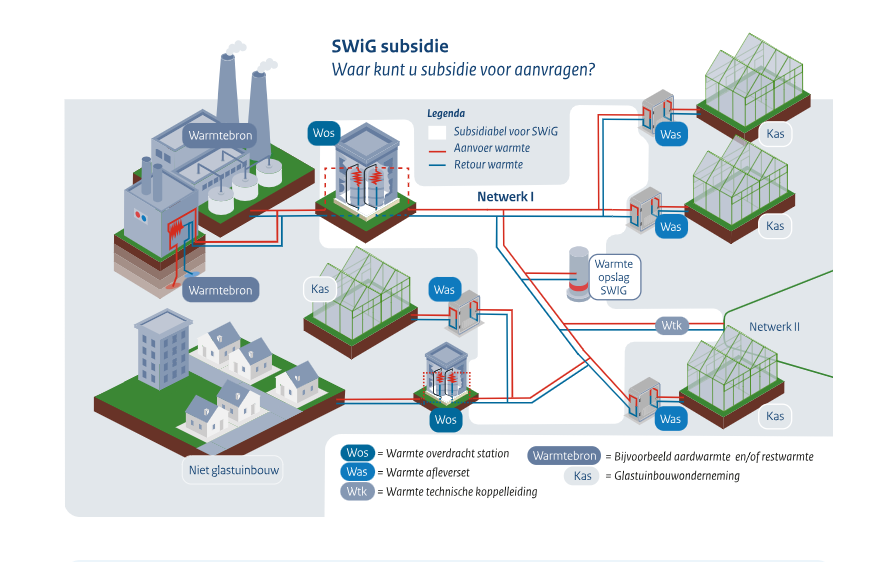 SWiG subsidie
Waar kunt u subsidie voor aanvragen?
Legenda
Subsidiabel voor SWiG
Aanvoer warmte
Retour warmte
Warmtebron
Wos
Was
Kas
Netwerk I
Was
Kas
Warmtebron
Kas
Was
Warmte
opslag
SWIG
Wtk
Netwerk II
Wos
Was
Kas
Niet glastuinbouw
Wos = Warmte overdracht station
Was = Warmte afleverset
Wtk = Warmte technische koppelleiding
Warmtebron = Bijvoorbeeld aardwarmte en/of restwarmte
Kas = Glastuinbouwonderneming